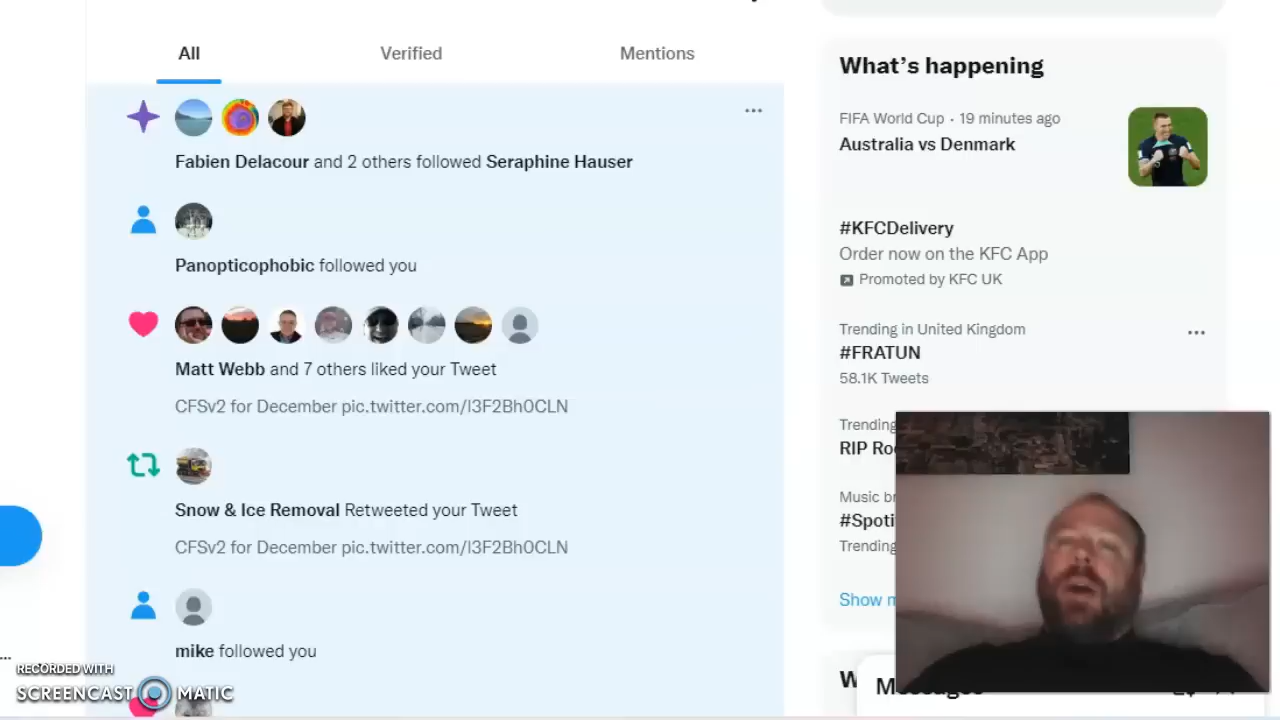 All
Verified
Mentions
Fabien Delacour and 2 others followed Seraphine Hauser
Panopticophobic followed you
Matt Webb and 7 others liked your Tweet
CFSv2 for December pic.twitter.com/l3F2Bh0CLN
Snow & Ice Removal Retweeted your Tweet
CFSv2 for December pic.twitter.com/l3F2Bh0CLN
mike followed you
RECORDED WITH
SCREENCAST MATIC
What's happening
FIFA World Cup · 19 minutes ago
Australia vs Denmark
#KFCDelivery
Order now on the KFC App
Promoted by KFC UK
Trending in United Kingdom
#FRATUN
58.1K Tweets
Trending
RIP Ro
Music br
#Spoti
Trending
Show m
W
Messages